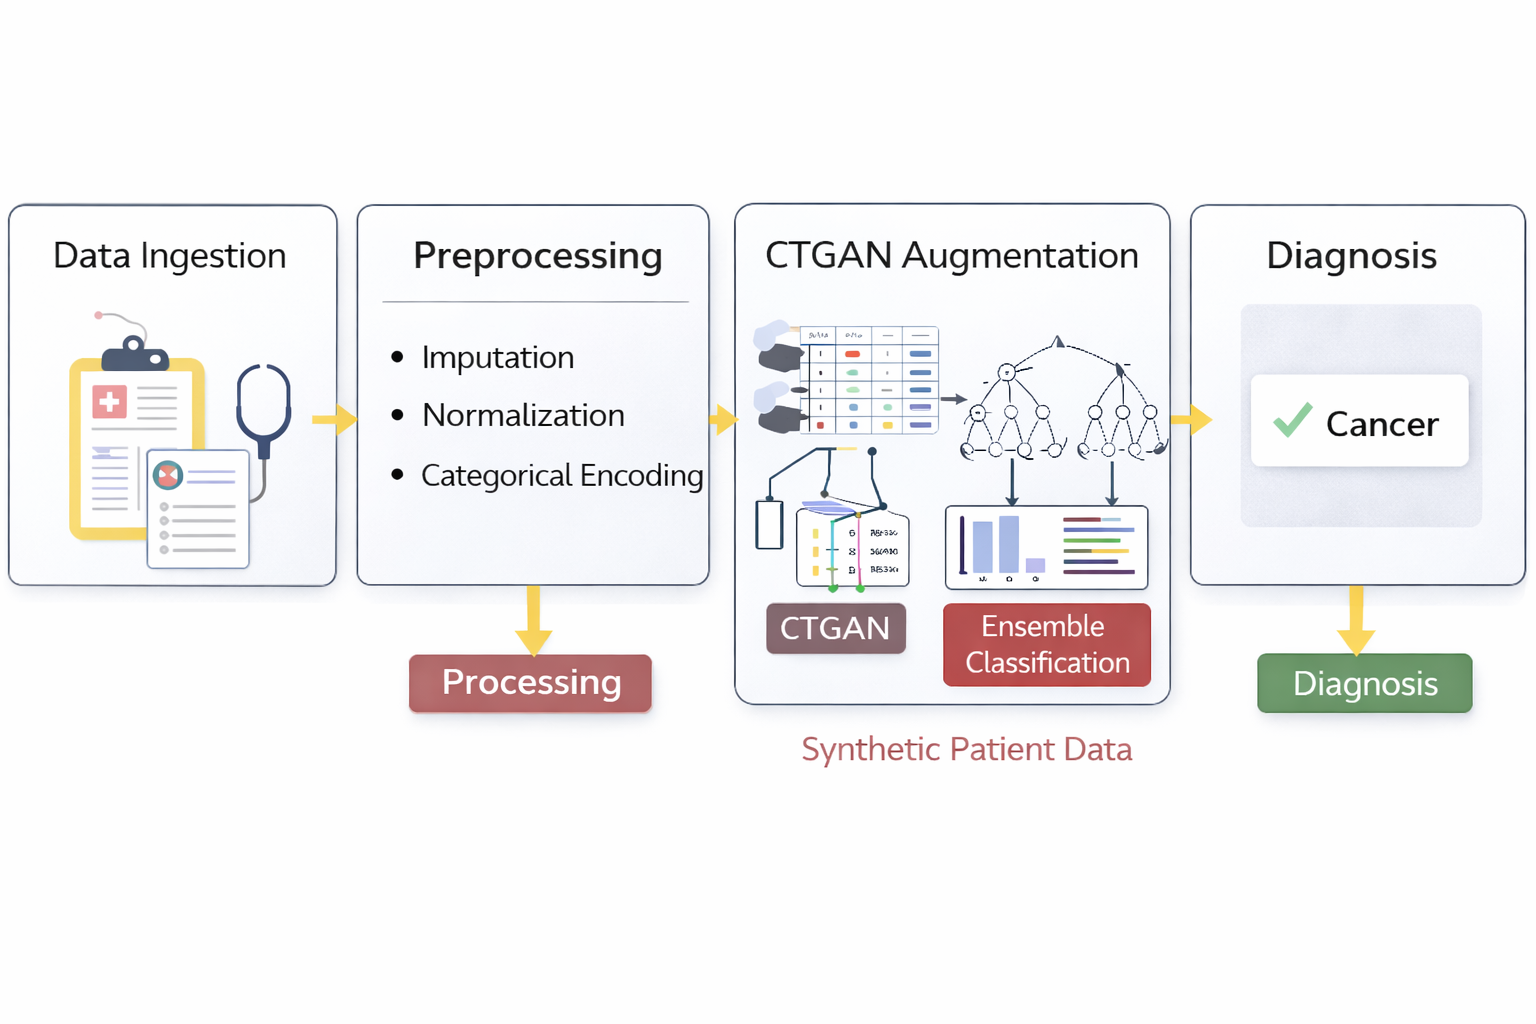 Data Ingestion
Preprocessing
• Imputation
• Normalization
• Categorical Encoding
Processing
CTGAN Augmentation
CTGAN
Ensemble
Classification
Synthetic Patient Data
Diagnosis
Cancer
Diagnosis